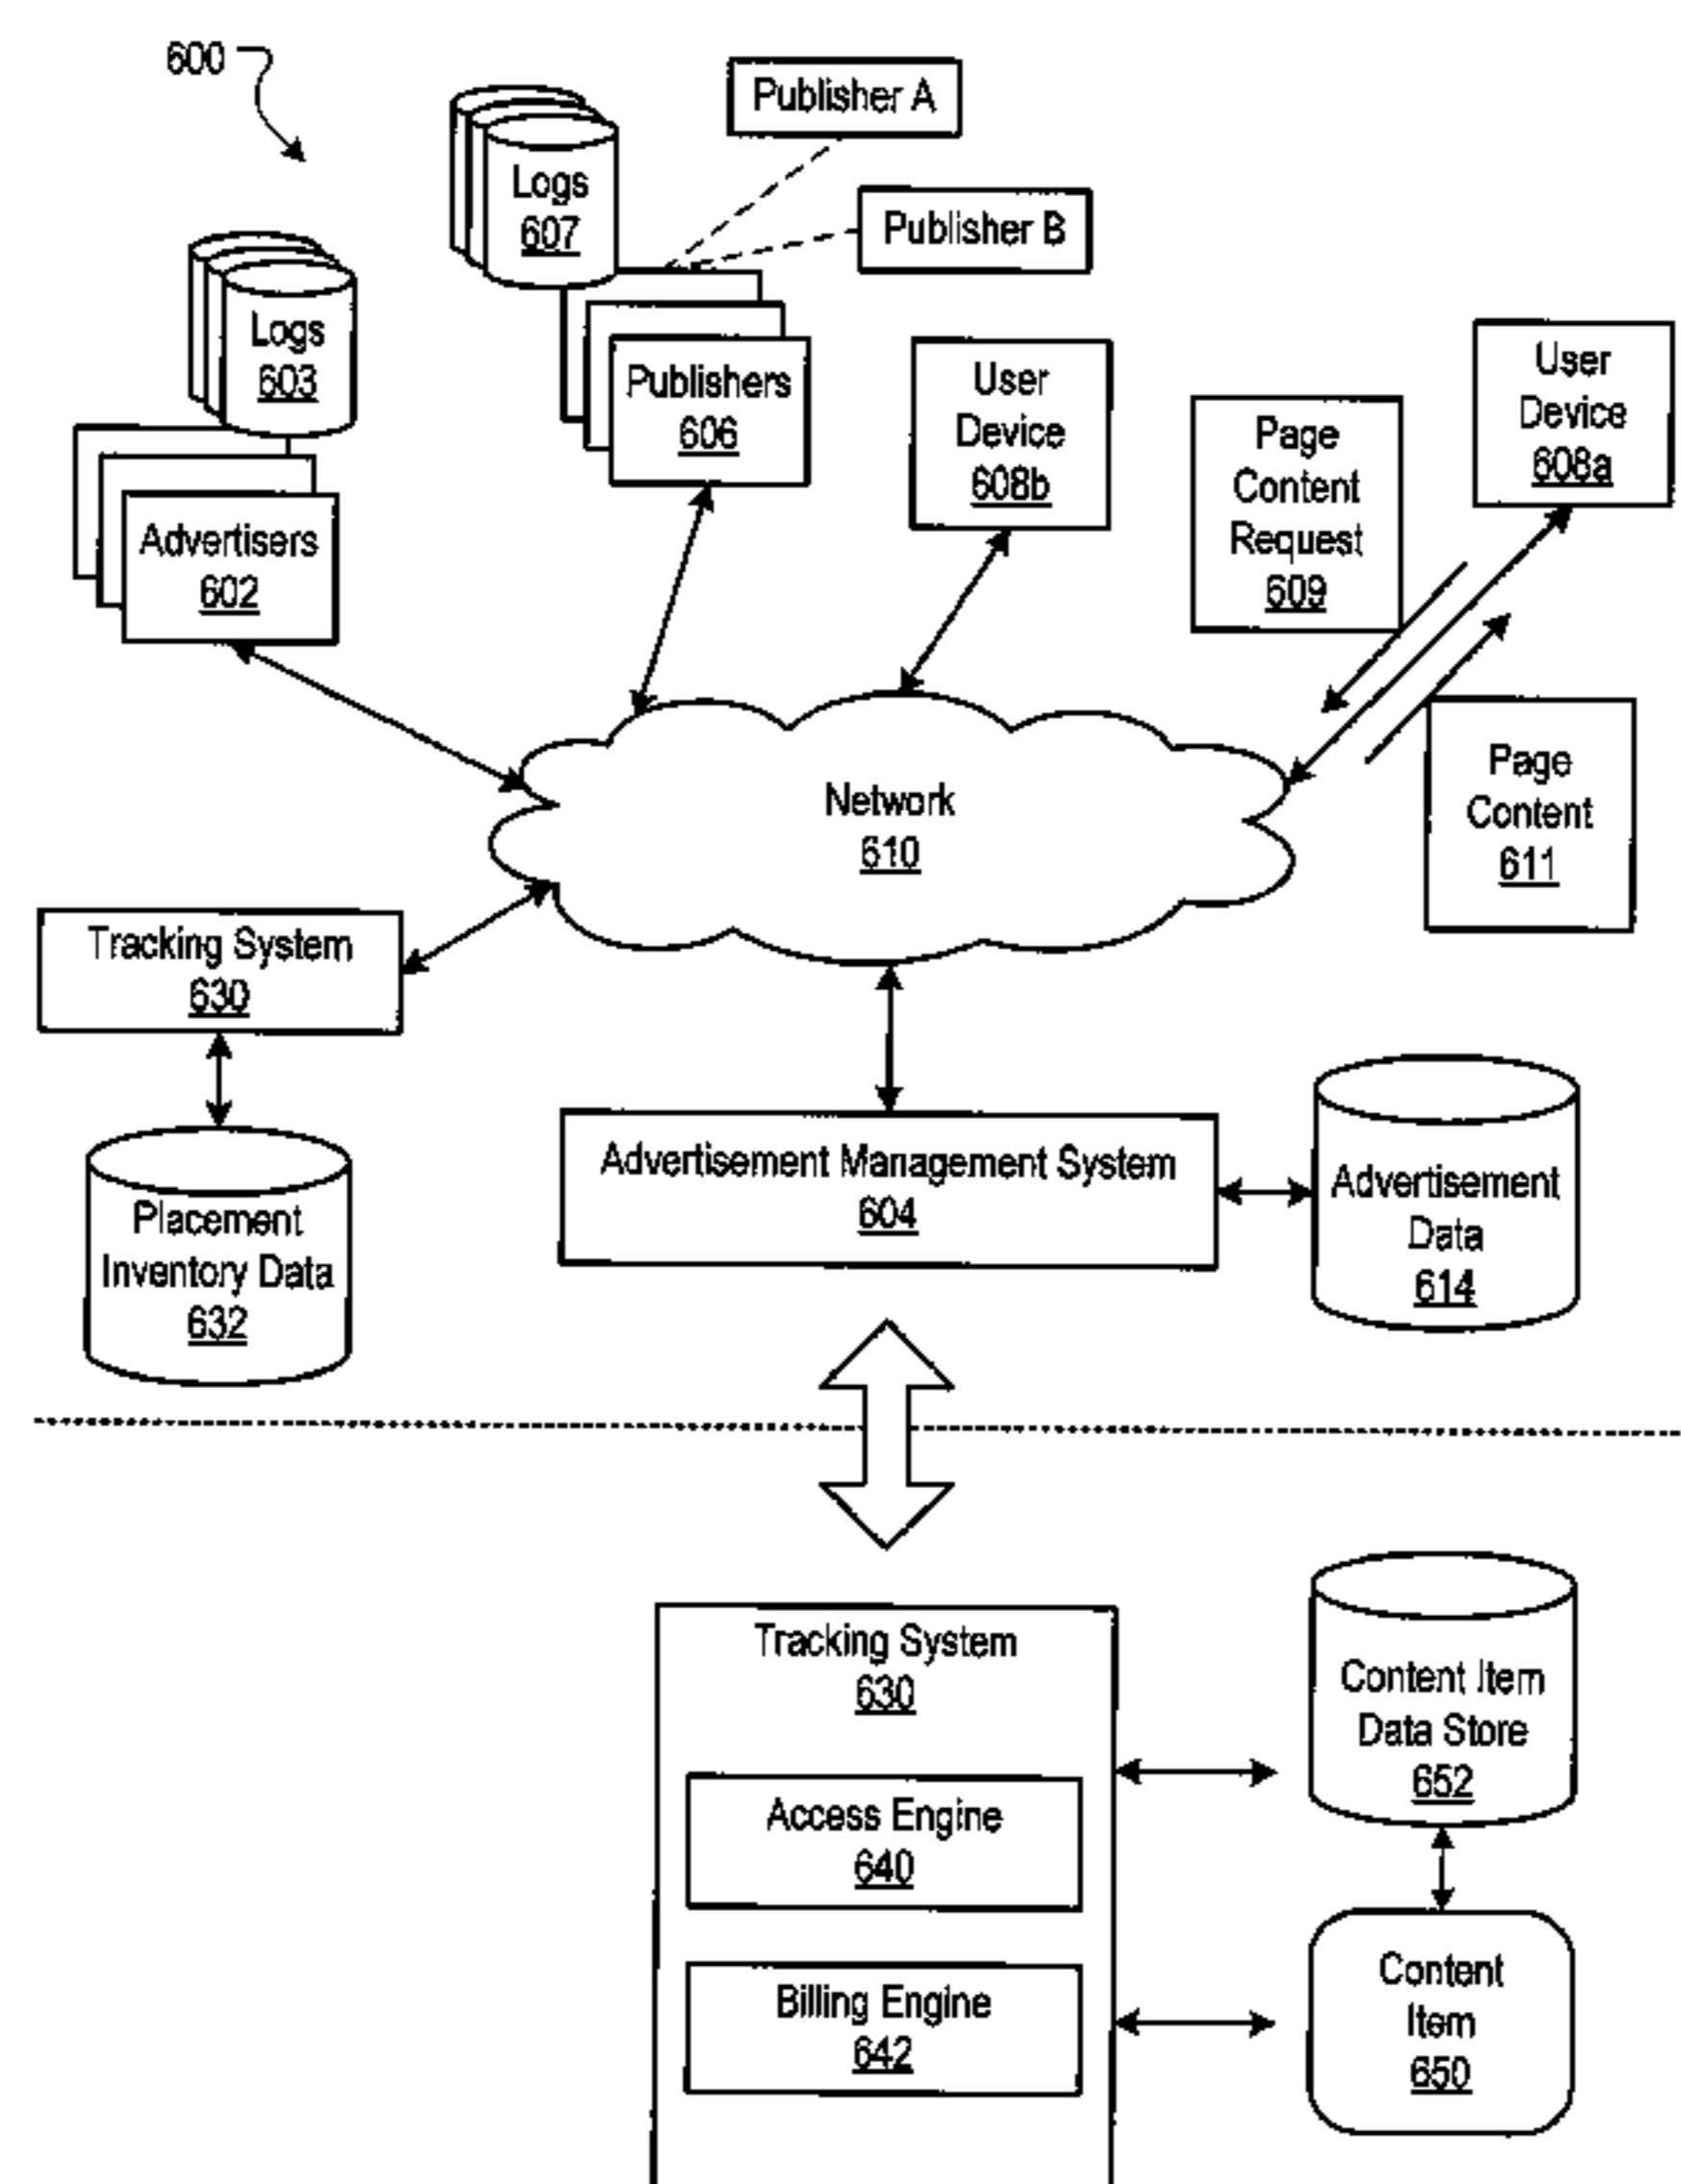 600
Publisher A
Logs
607
Publisher B
Logs
603
Publishers
606
User
Device
608b
Page
Content
Request
609
User
Device
608a
Advertisers
602
Network
610
Page
Content
611
Tracking System
630
Placement
Inventory Data
632
Advertisement Management System
604
Advertisement
Data
614
Tracking System
630
Content Item
Data Store
652
Access Engine
640
Billing Engine
642
Content
Item
650